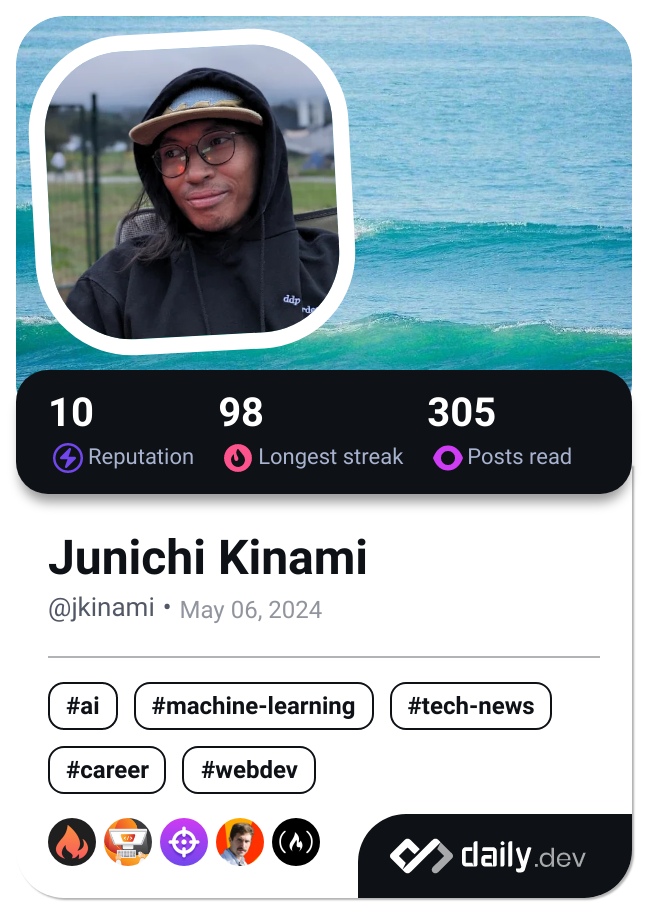 ddp
10 98 305
Reputation Longest streak Posts read
Junichi Kinami
@jkinami • May 06, 2024
#ai #machine-learning #tech-news
#career #webdev
daily.dev